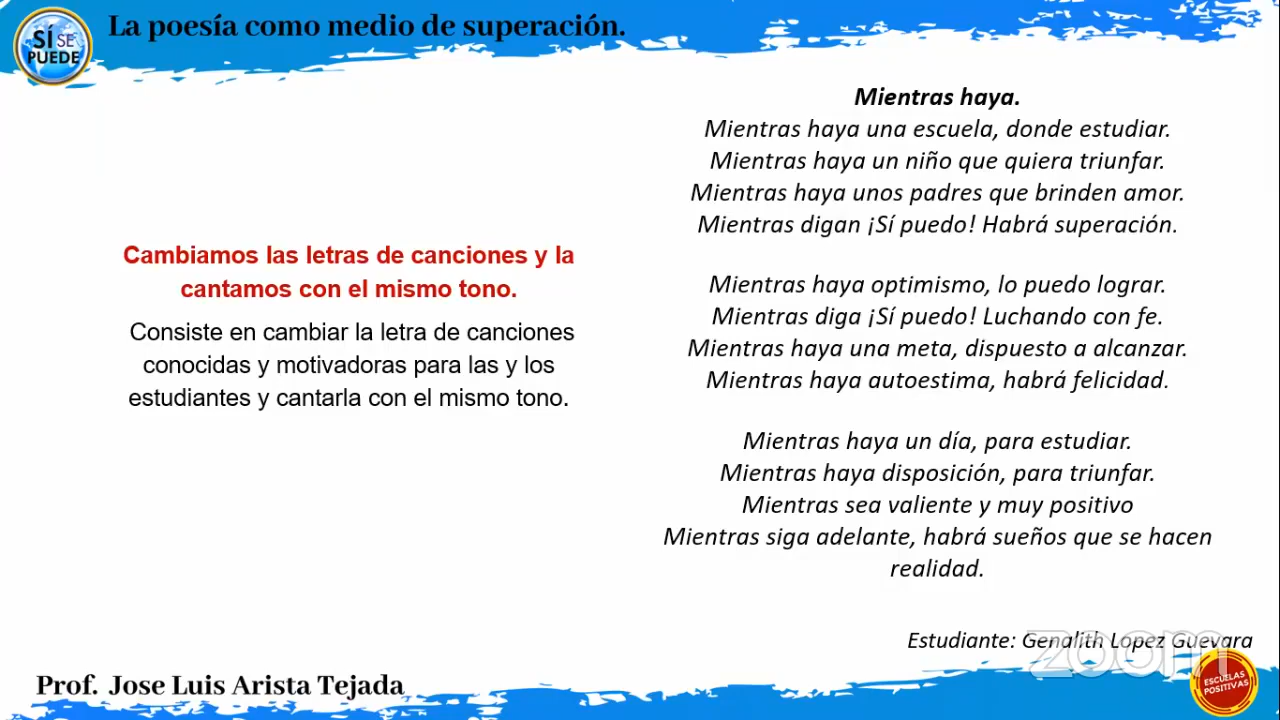 SÍ SE
PUEDE
La poesía como medio de superación.
Cambiamos las letras de canciones y la
cantamos con el mismo tono.
Consiste en cambiar la letra de canciones
conocidas y motivadoras para las y los
estudiantes y cantarla con el mismo tono.
Mientras haya.
Mientras haya una escuela, donde estudiar.
Mientras haya un niño que quiera triunfar.
Mientras haya unos padres que brinden amor.
Mientras digan ¡Sí puedo! Habrá superación.
Mientras haya optimismo, lo puedo lograr.
Mientras diga ¡Sí puedo! Luchando con fe.
Mientras haya una meta, dispuesto a alcanzar.
Mientras haya autoestima, habrá felicidad.
Mientras haya un día, para estudiar.
Mientras haya disposición, para triunfar.
Mientras sea valiente y muy positivo
Mientras siga adelante, habrá sueños que se hacen
realidad.
Estudiante: Genalith Lopez Guevara
zoom
Prof. Jose Luis Arista Tejada
ESCUELAS
POSITIVAS